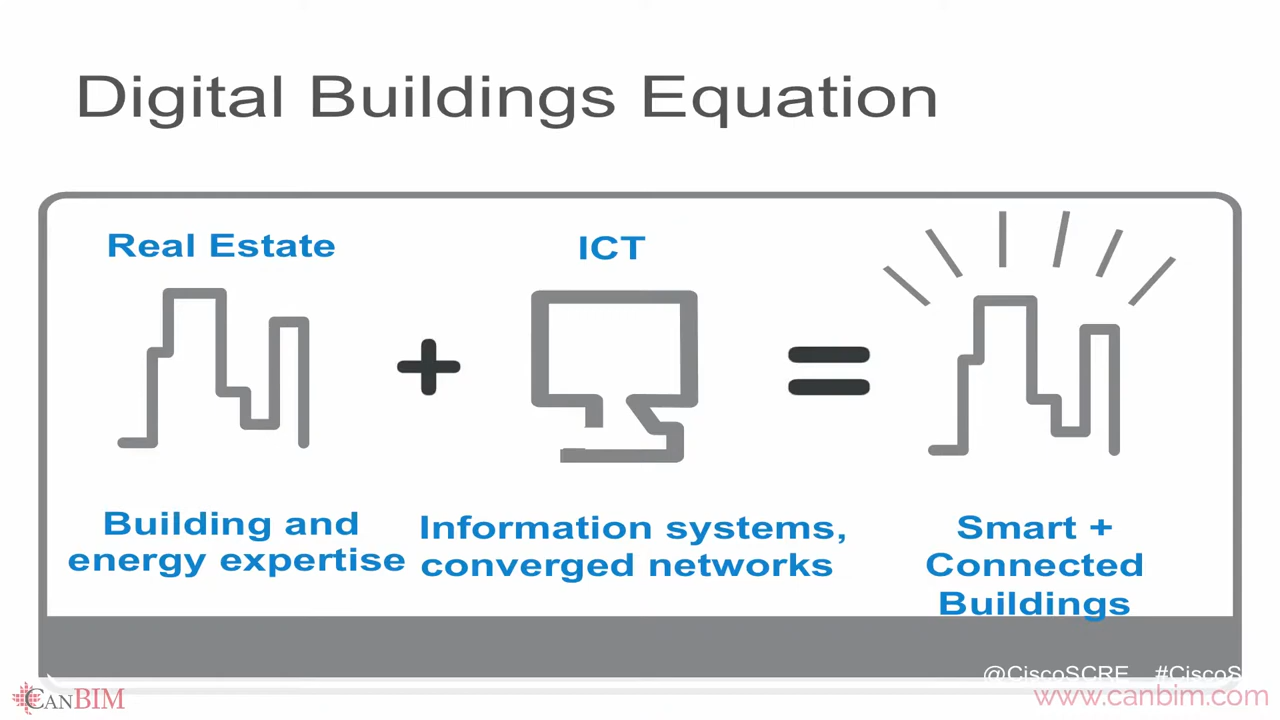 Digital Buildings Equation
Real Estate
ICT
+
=
Building and
energy expertise
Information systems,
converged networks
Smart +
Connected
Buildings
@CiscoSCRE #CiscoS
CanBIM
www.canbim.com